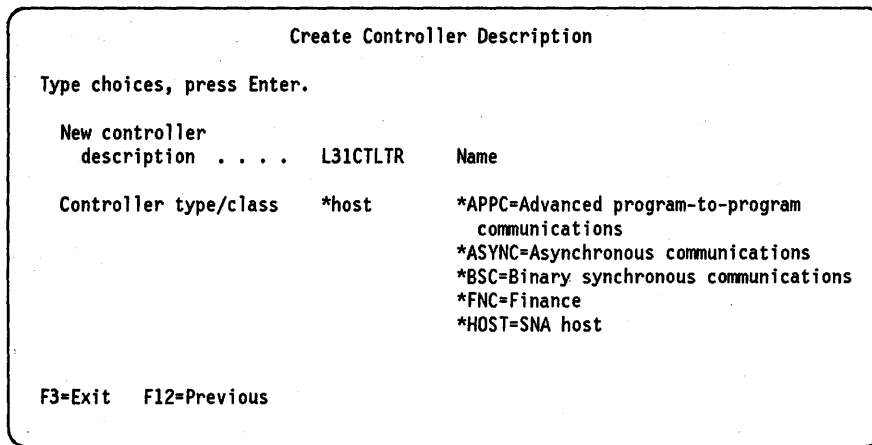 Create Controller Description
Type choices, press Enter.
New controller
description . . . . L31CTLTR Name
Controller type/class *host *APPC=Advanced program-to-program
communications
*ASYNC=Asynchronous communications
*BSC=Binary synchronous communications
*FNC=Finance
*HOST=SNA host
F3=Exit F12=Previous